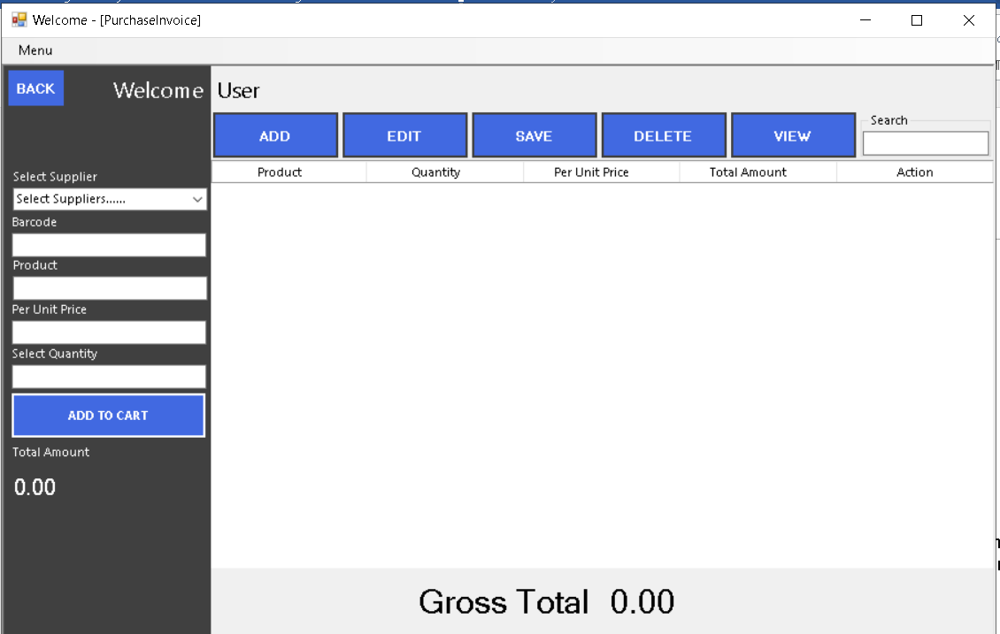 Welcome - [PurchaseInvoice]
Menu
BACK
Welcome User
ADD EDIT SAVE DELETE VIEW
Search
Product Quantity Per Unit Price Total Amount Action
Select Supplier
Select Suppliers......
Barcode
Product
Per Unit Price
Select Quantity
ADD TO CART
Total Amount
0.00
Gross Total 0.00